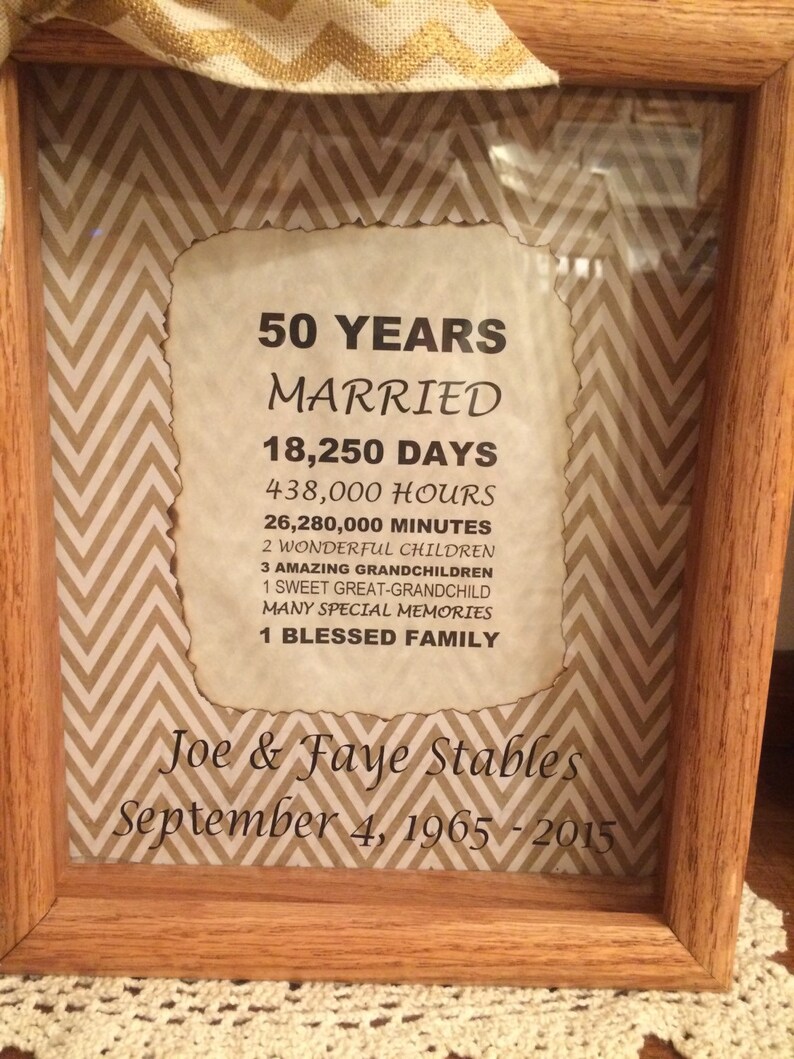 50 YEARS
MARRIED
18,250 DAYS
438,000 HOURS
26,280,000 MINUTES
2 WONDERFUL CHILDREN
3 AMAZING GRANDCHILDREN
1 SWEET GREAT-GRANDCHILD
MANY SPECIAL MEMORIES
1 BLESSED FAMILY
Joe & Faye Stables
September 4, 1965 - 2015